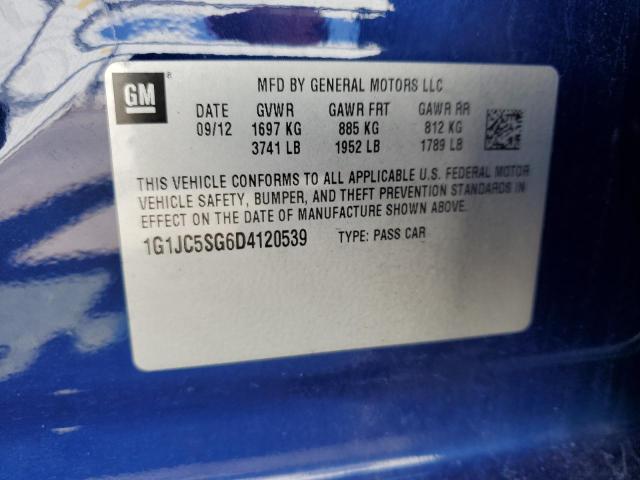 GM ®
MFD BY GENERAL MOTORS LLC
DATE GVWR GAWR FRT GAWR RR
09/12 1697 KG 885 KG 812 KG
3741 LB 1952 LB 1789 LB
THIS VEHICLE CONFORMS TO ALL APPLICABLE U.S. FEDERAL MOTOR
VEHICLE SAFETY, BUMPER, AND THEFT PREVENTION STANDARDS IN
EFFECT ON THE DATE OF MANUFACTURE SHOWN ABOVE.
1G1JC5SG6D4120539 TYPE: PASS CAR